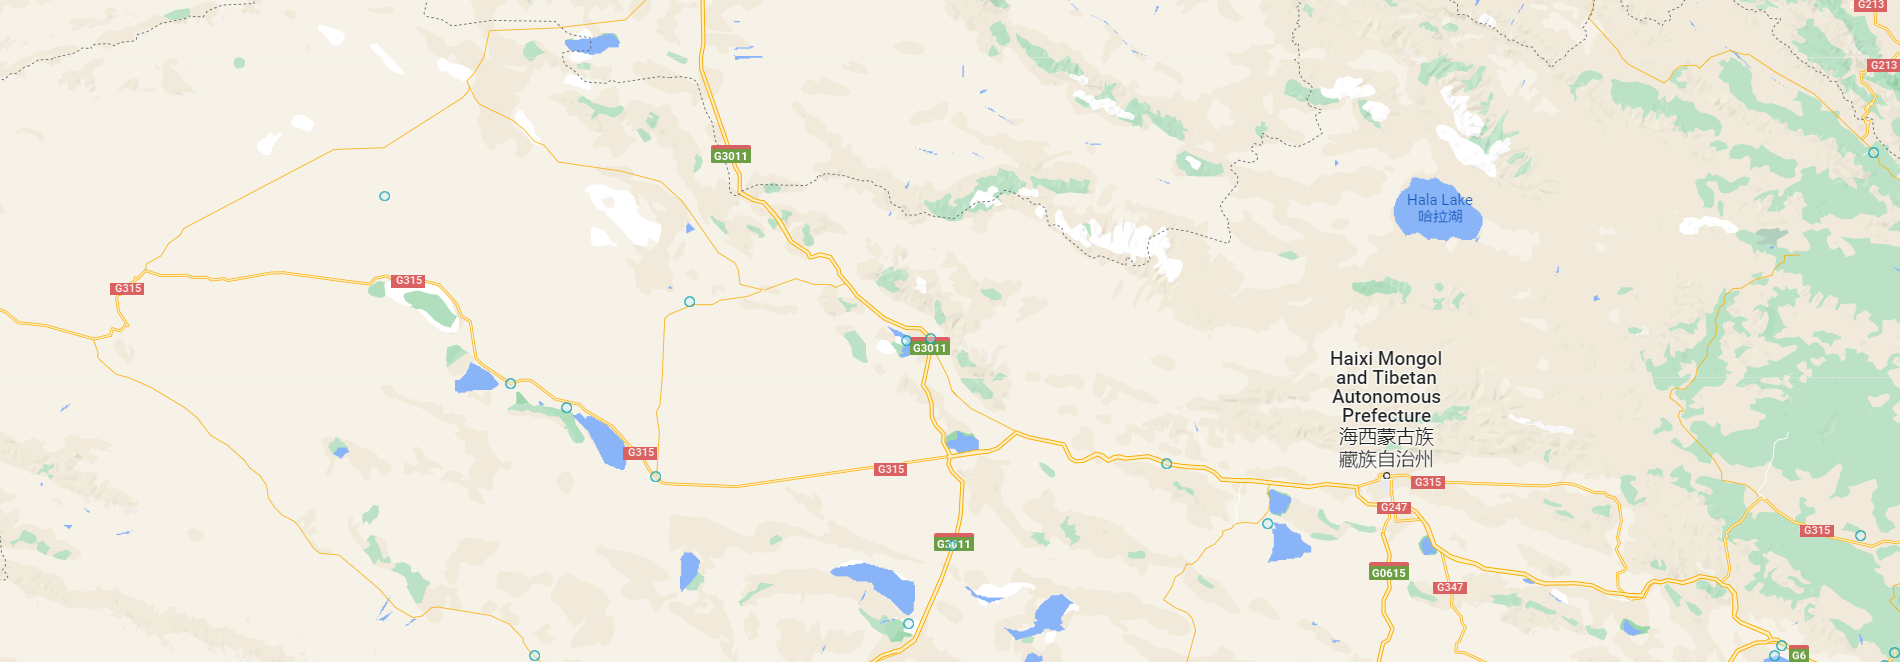 G213
G213
G3011
Hala Lake
哈拉湖
G315
G315
G3011
Haixi Mongol
and Tibetan
Autonomous
Prefecture
海西蒙古族
藏族自治州
G315
G315
G315
G247
G315
G3011
G0615
G347
G6